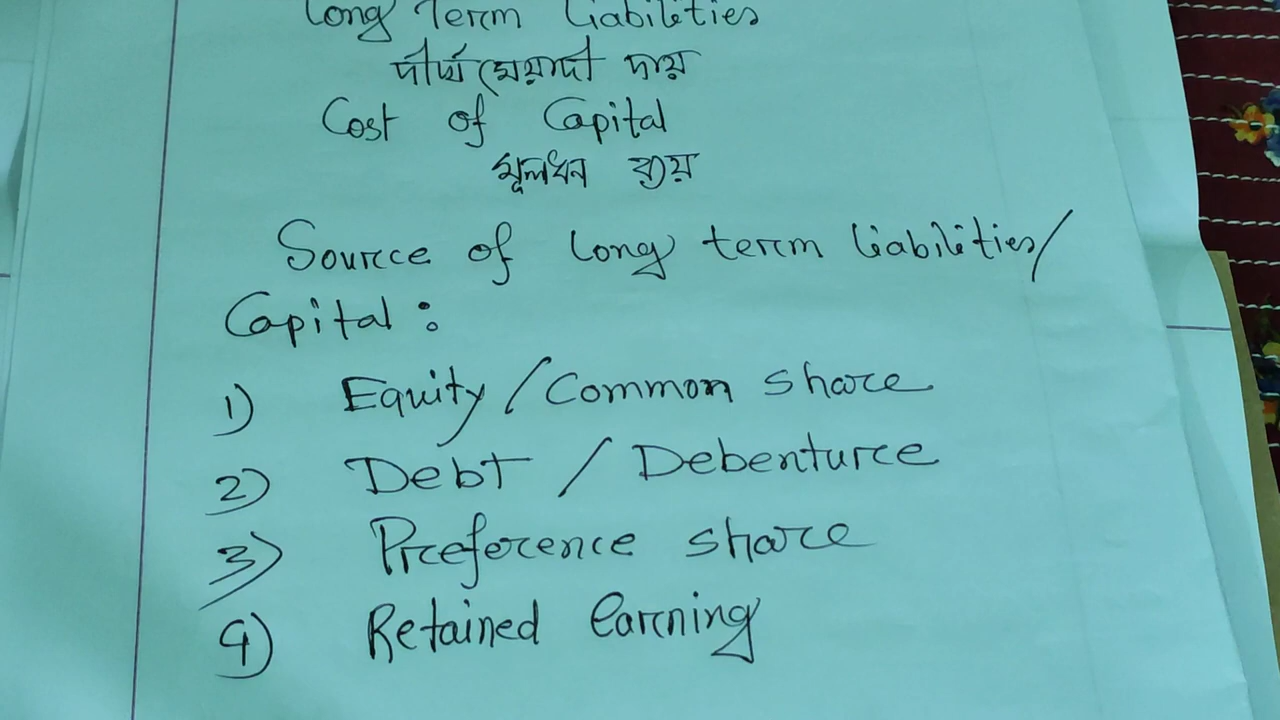 Long Term Liabilities
দীর্ঘ মেয়াদী দায়
Cost of Capital
মূলধন ব্যয়
Source of long term liabilities/
Capital :
1) Equity / Common share
2) Debt / Debenture
3) Preference share
4) Retained earning